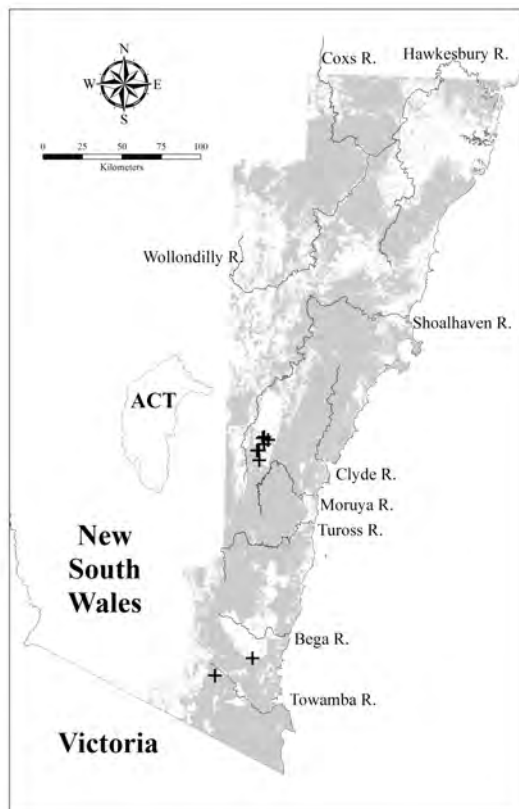 Coxs R.
Hawkesbury R.
N
W
E
S
0 25 50 75 100
Kilometers
Wollondilly R.
Shoalhaven R.
ACT
Clyde R.
Moruya R.
Tuross R.
New
South
Wales
Bega R.
Towamba R.
Victoria